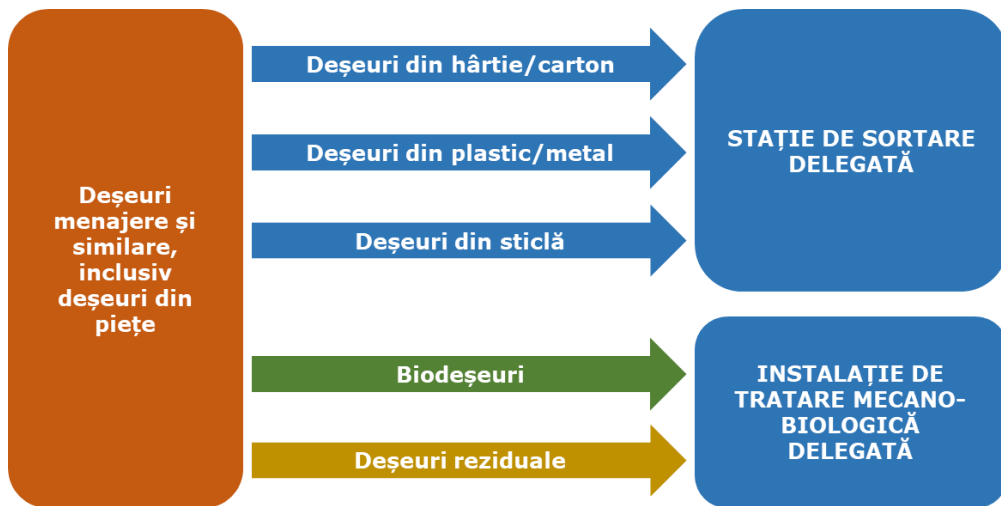 Deșeuri
menajere și
similare,
inclusiv
deșeuri din
piețe
Deșeuri din hârtie/carton
Deșeuri din plastic/metal
Deșeuri din sticlă
Biodeșeuri
Deșeuri reziduale
STAȚIE DE SORTARE
DELEGATĂ
INSTALAȚIE DE
TRATARE MECANO-
BIOLOGICĂ
DELEGATĂ